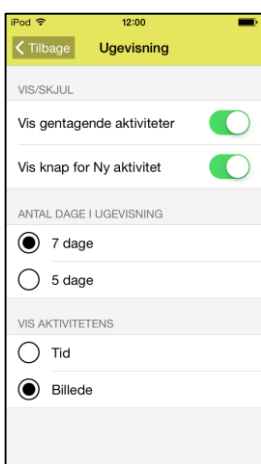 iPod 12:00
Tilbage Ugevisning
VIS/SKJUL
Vis gentagende aktiviteter
Vis knap for Ny aktivitet
ANTAL DAGE I UGEVISNING
7 dage
5 dage
VIS AKTIVITETENS
Tid
Billede